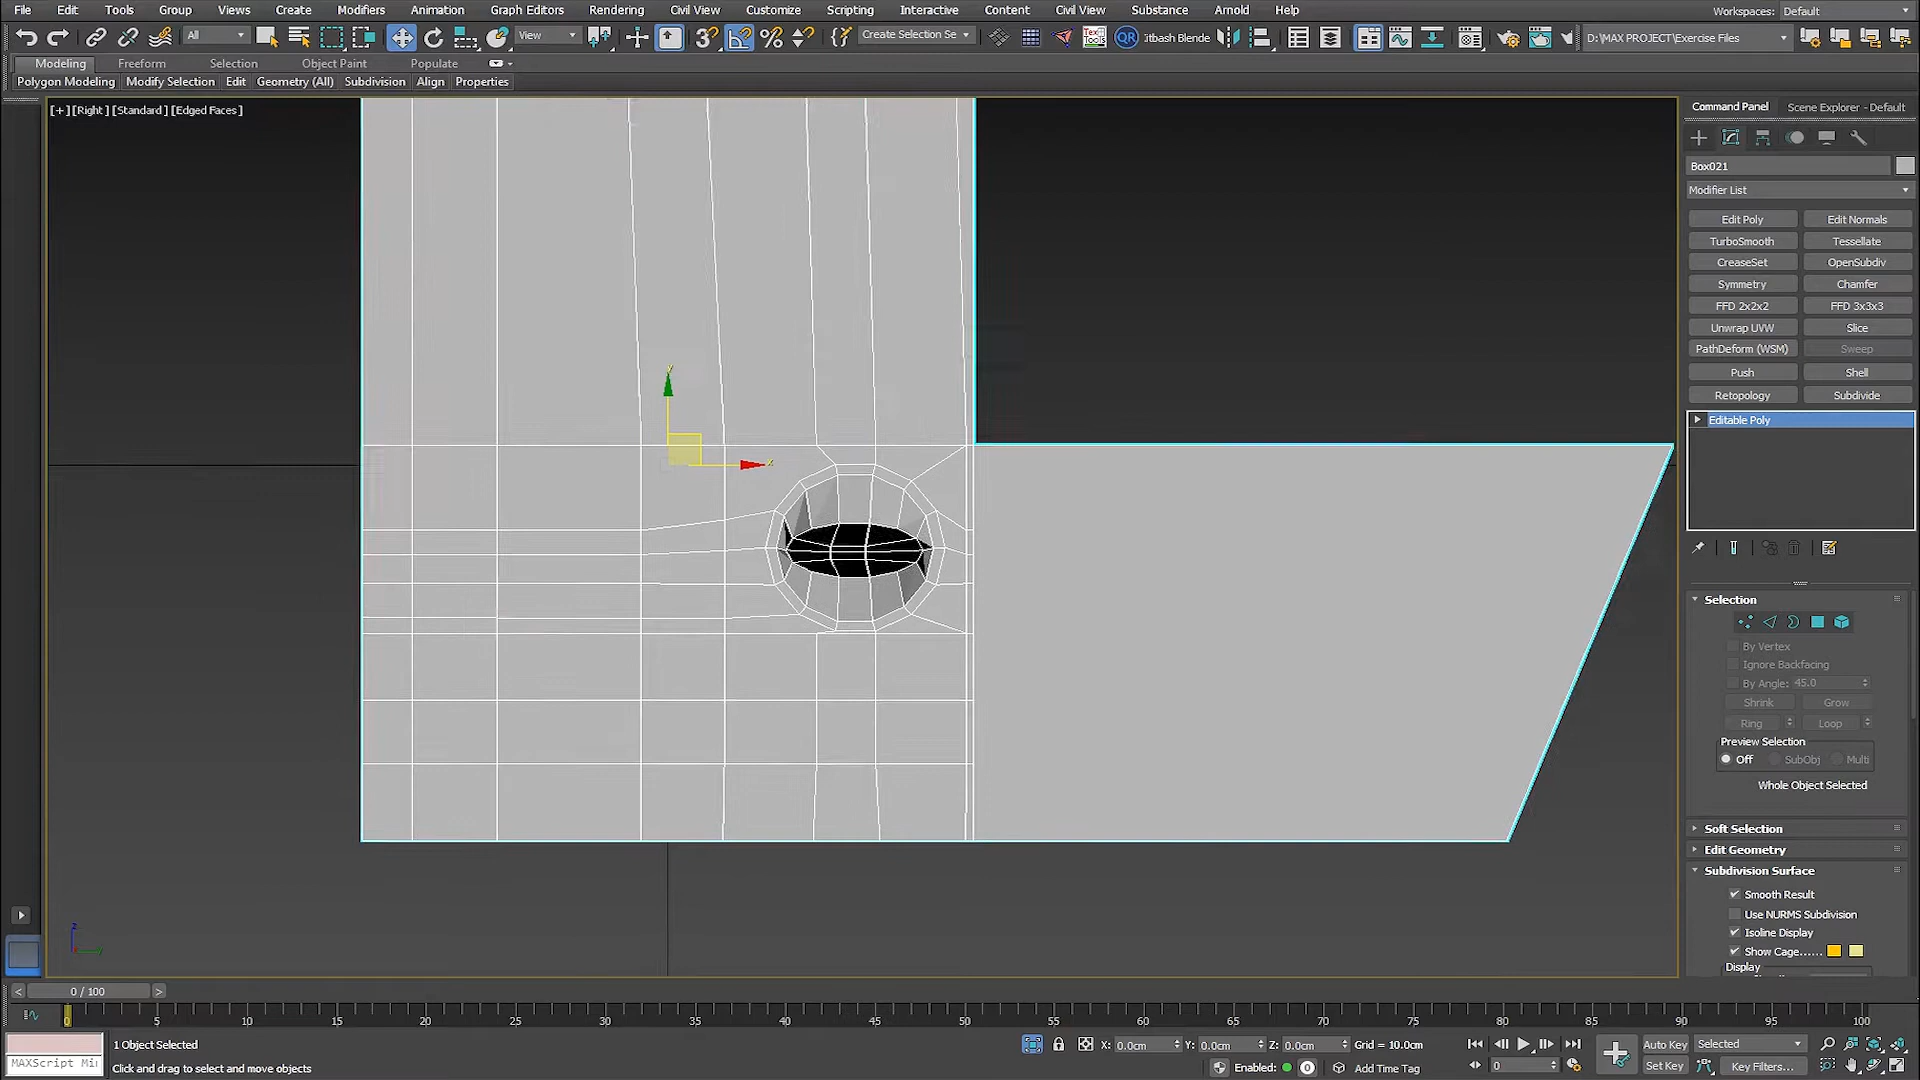 File Edit Tools Group Views Create Modifiers Animation Graph Editors Rendering Civil View Customize Scripting Interactive Content Civil View Substance Arnold Help
Workspaces: Default
All View Create Selection Se itbash Blende D:\MAX PROJECT\Exercise Files
Modeling Freeform Selection Object Paint Populate
Polygon Modeling Modify Selection Edit Geometry (All) Subdivision Align Properties
[+] [Right] [Standard] [Edged Faces]
Command Panel Scene Explorer - Default
Box021
Modifier List
Edit Poly Edit Normals
TurboSmooth Tessellate
CreaseSet OpenSubdiv
Symmetry Chamfer
FFD 2x2x2 FFD 3x3x3
Unwrap UVW Slice
PathDeform (WSM) Sweep
Push Shell
Retopology Subdivide
Editable Poly
Selection
By Vertex
Ignore Backfacing
By Angle: 45.0
Shrink Grow
Ring Loop
Preview Selection
Off SubObj Multi
Whole Object Selected
Soft Selection
Edit Geometry
Subdivision Surface
Smooth Result
Use NURMS Subdivision
Isoline Display
Show Cage......
Display
y
x
z
< 0 / 100 >
0 5 10 15 20 25 30 35 40 45 50 55 60 65 70 75 80 85 90 95 100
1 Object Selected X: 0.0cm Y: 0.0cm Z: 0.0cm Grid = 10.0cm Auto Key Selected
MAXScript Mi Click and drag to select and move objects Enabled: 0 Add Time Tag 0 Set Key Key Filters...